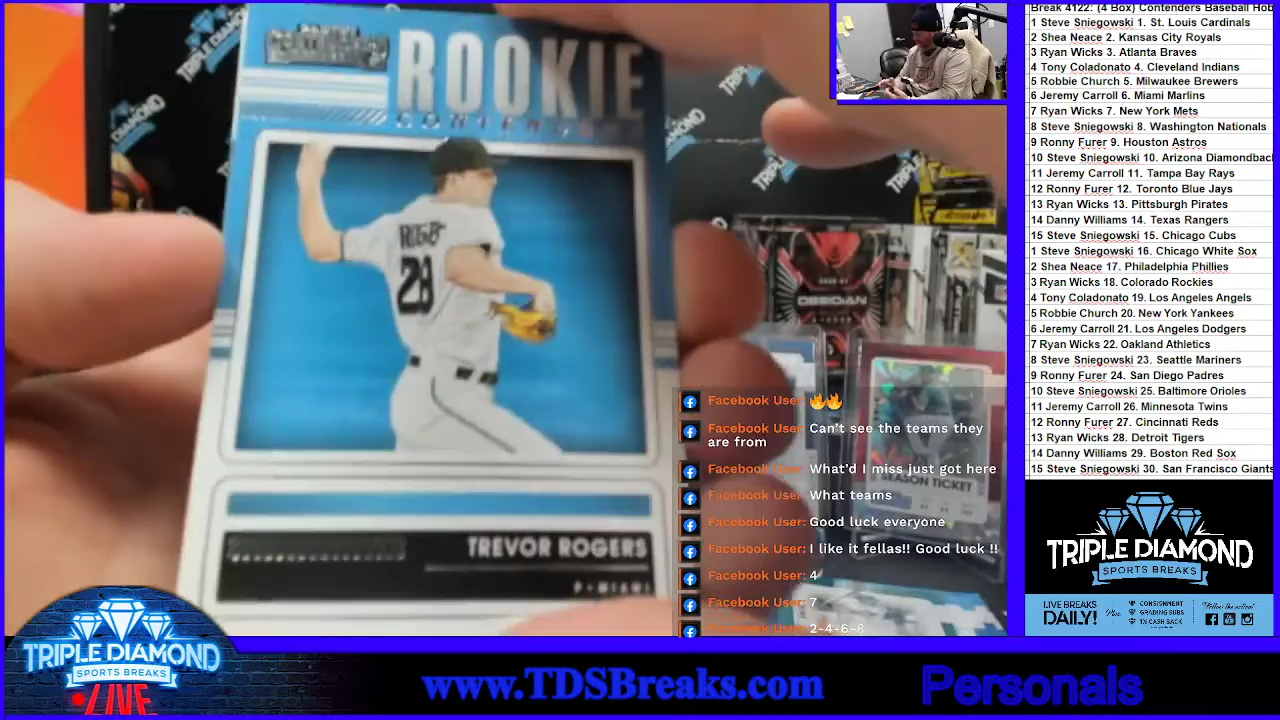 ROOKIE
CONTENDERS
28
TREVOR ROGERS
P • MIAMI
TRIPLE DIAMOND
OBSIDIAN
SEASON TICKET
Facebook User: 🔥🔥
Facebook User: Can't see the teams they
are from
Facebook User: What'd I miss just got here
Facebook User: What teams
Facebook User: Good luck everyone
Facebook User: I like it fellas!! Good luck !!
Facebook User: 4
Facebook User: 7
Facebook User: 2-4-6-8
Break 4122: (4 Box) Contenders Baseball Hob
1 Steve Sniegowski 1. St. Louis Cardinals
2 Shea Neace 2. Kansas City Royals
3 Ryan Wicks 3. Atlanta Braves
4 Tony Coladonato 4. Cleveland Indians
5 Robbie Church 5. Milwaukee Brewers
6 Jeremy Carroll 6. Miami Marlins
7 Ryan Wicks 7. New York Mets
8 Steve Sniegowski 8. Washington Nationals
9 Ronny Furer 9. Houston Astros
10 Steve Sniegowski 10. Arizona Diamondbac
11 Jeremy Carroll 11. Tampa Bay Rays
12 Ronny Furer 12. Toronto Blue Jays
13 Ryan Wicks 13. Pittsburgh Pirates
14 Danny Williams 14. Texas Rangers
15 Steve Sniegowski 15. Chicago Cubs
1 Steve Sniegowski 16. Chicago White Sox
2 Shea Neace 17. Philadelphia Phillies
3 Ryan Wicks 18. Colorado Rockies
4 Tony Coladonato 19. Los Angeles Angels
5 Robbie Church 20. New York Yankees
6 Jeremy Carroll 21. Los Angeles Dodgers
7 Ryan Wicks 22. Oakland Athletics
8 Steve Sniegowski 23. Seattle Mariners
9 Ronny Furer 24. San Diego Padres
10 Steve Sniegowski 25. Baltimore Orioles
11 Jeremy Carroll 26. Minnesota Twins
12 Ronny Furer 27. Cincinnati Reds
13 Ryan Wicks 28. Detroit Tigers
14 Danny Williams 29. Boston Red Sox
15 Steve Sniegowski 30. San Francisco Giants
TRIPLE DIAMOND
SPORTS BREAKS
LIVE BREAKS
DAILY!
Plus
CONSIGNMENT
GRADING SUBS
1% CASH BACK
Follow the action!
TRIPLE DIAMOND
SPORTS BREAKS
LIVE
www.TDSBreaks.com
Personals